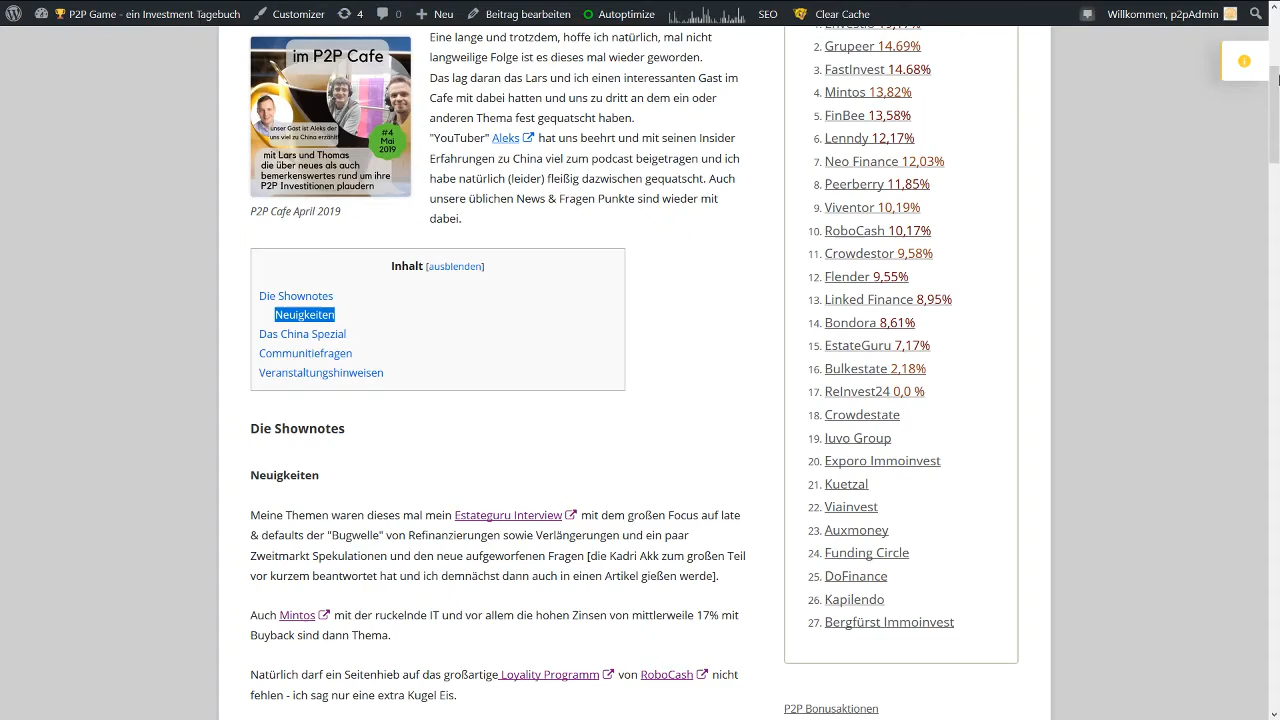 P2P Game - ein Investment Tagebuch
Customizer
4
0
Neu
Beitrag bearbeiten
Autoptimize
SEO
Clear Cache
Willkommen, p2pAdmin
im P2P Cafe
unser Gast ist Aleks der
uns viel zu China erzählt
#4
Mai
2019
mit Lars und Thomas
die über neues als auch
bemerkenswertes rund um ihre
P2P Investitionen plaudern
P2P Cafe April 2019
Eine lange und trotzdem, hoffe ich natürlich, mal nicht
langweilige Folge ist es dieses mal wieder geworden.
Das lag daran das Lars und ich einen interessanten Gast im
Cafe mit dabei hatten und uns zu dritt an dem ein oder
anderen Thema fest gequatscht haben.
"YouTuber" Aleks hat uns beehrt und mit seinen Insider
Erfahrungen zu China viel zum podcast beigetragen und ich
habe natürlich (leider) fleißig dazwischen gequatscht. Auch
unsere üblichen News & Fragen Punkte sind wieder mit
dabei.
Inhalt [ausblenden]
Die Shownotes
Neuigkeiten
Das China Spezial
Communitiefragen
Veranstaltungshinweisen
Die Shownotes
Neuigkeiten
Meine Themen waren dieses mal mein Estateguru Interview mit dem großen Focus auf late
& defaults der "Bugwelle" von Refinanzierungen sowie Verlängerungen und ein paar
Zweitmarkt Spekulationen und den neue aufgeworfenen Fragen [die Kadri Akk zum großen Teil
vor kurzem beantwortet hat und ich demnächst dann auch in einen Artikel gießen werde].
Auch Mintos mit der ruckelnde IT und vor allem die hohen Zinsen von mittlerweile 17% mit
Buyback sind dann Thema.
Natürlich darf ein Seitenhieb auf das großartige Loyality Programm von RoboCash nicht
fehlen - ich sag nur eine extra Kugel Eis.
2. Grupeer 14.69%
3. FastInvest 14.68%
4. Mintos 13,82%
5. FinBee 13,58%
6. Lenndy 12,17%
7. Neo Finance 12,03%
8. Peerberry 11,85%
9. Viventor 10,19%
10. RoboCash 10,17%
11. Crowdestor 9,58%
12. Flender 9,55%
13. Linked Finance 8,95%
14. Bondora 8,61%
15. EstateGuru 7,17%
16. Bulkestate 2,18%
17. ReInvest24 0,0 %
18. Crowdestate
19. Iuvo Group
20. Exporo Immoinvest
21. Kuetzal
22. Viainvest
23. Auxmoney
24. Funding Circle
25. DoFinance
26. Kapilendo
27. Bergfürst Immoinvest
P2P Bonusaktionen